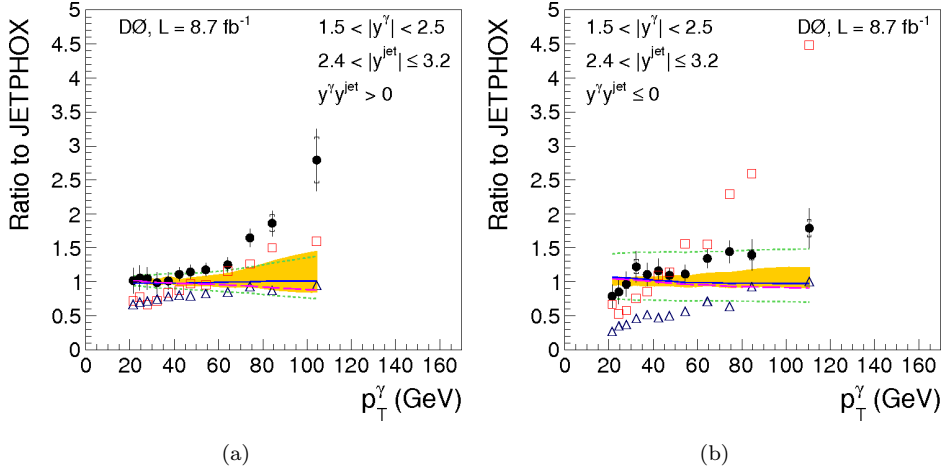 DØ, L = 8.7 fb⁻¹
1.5 < |y^γ| < 2.5
2.4 < |y^jet| ≤ 3.2
y^γ y^jet > 0
Ratio to JETPHOX
5
4.5
4
3.5
3
2.5
2
1.5
1
0.5
0
0 20 40 60 80 100 120 140 160
p_T^γ (GeV)
(a)
1.5 < |y^γ| < 2.5
DØ, L = 8.7 fb⁻¹
2.4 < |y^jet| ≤ 3.2
y^γ y^jet ≤ 0
Ratio to JETPHOX
5
4.5
4
3.5
3
2.5
2
1.5
1
0.5
0
0 20 40 60 80 100 120 140 160
p_T^γ (GeV)
(b)